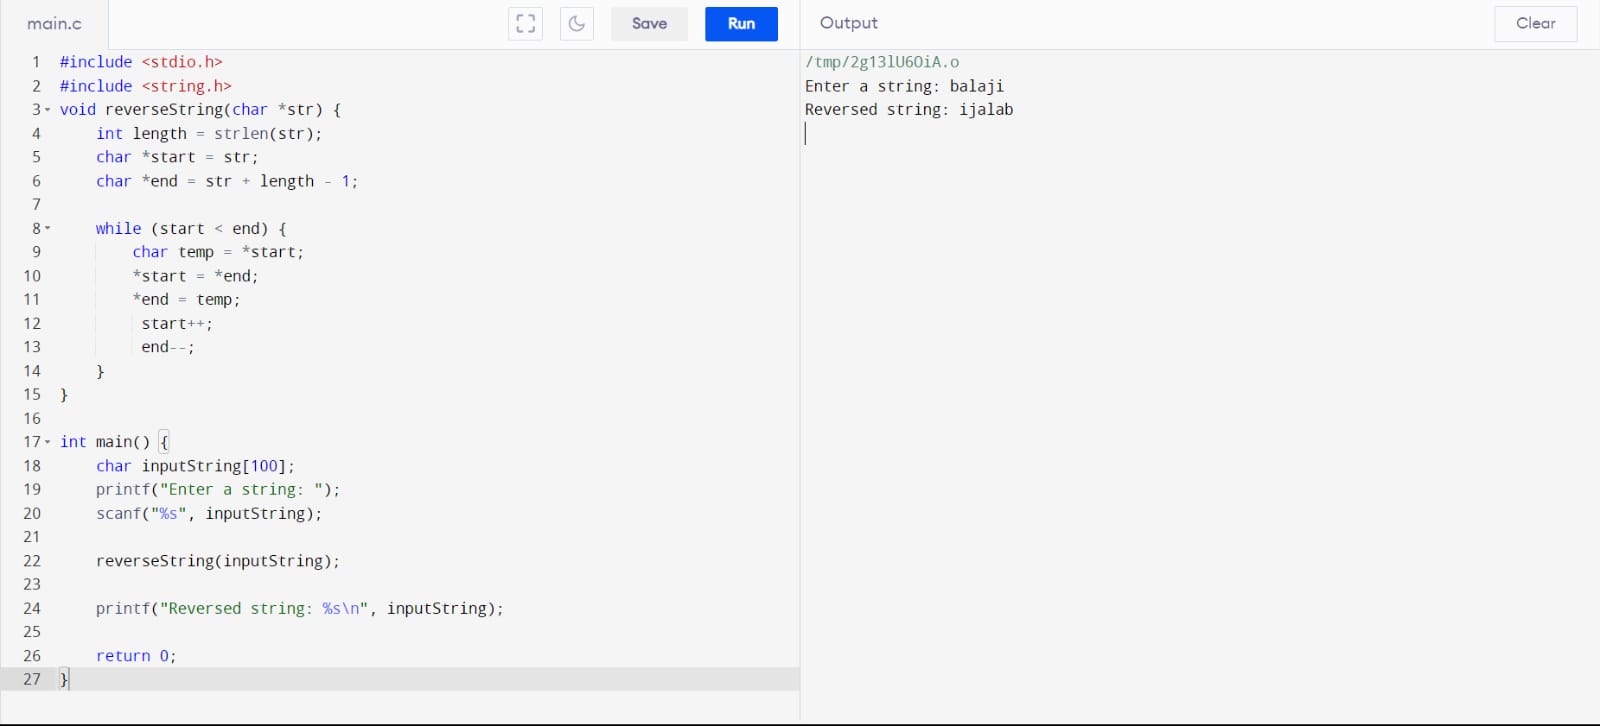 main.c
Save
Run
Output
Clear
1 #include <stdio.h>
2 #include <string.h>
3 void reverseString(char *str) {
4     int length = strlen(str);
5     char *start = str;
6     char *end = str + length - 1;
7
8     while (start < end) {
9         char temp = *start;
10         *start = *end;
11         *end = temp;
12          start++;
13          end--;
14     }
15 }
16
17 int main() {
18     char inputString[100];
19     printf("Enter a string: ");
20     scanf("%s", inputString);
21
22     reverseString(inputString);
23
24     printf("Reversed string: %s\n", inputString);
25
26     return 0;
27 }
/tmp/2g13lU6OiA.o
Enter a string: balaji
Reversed string: ijalab